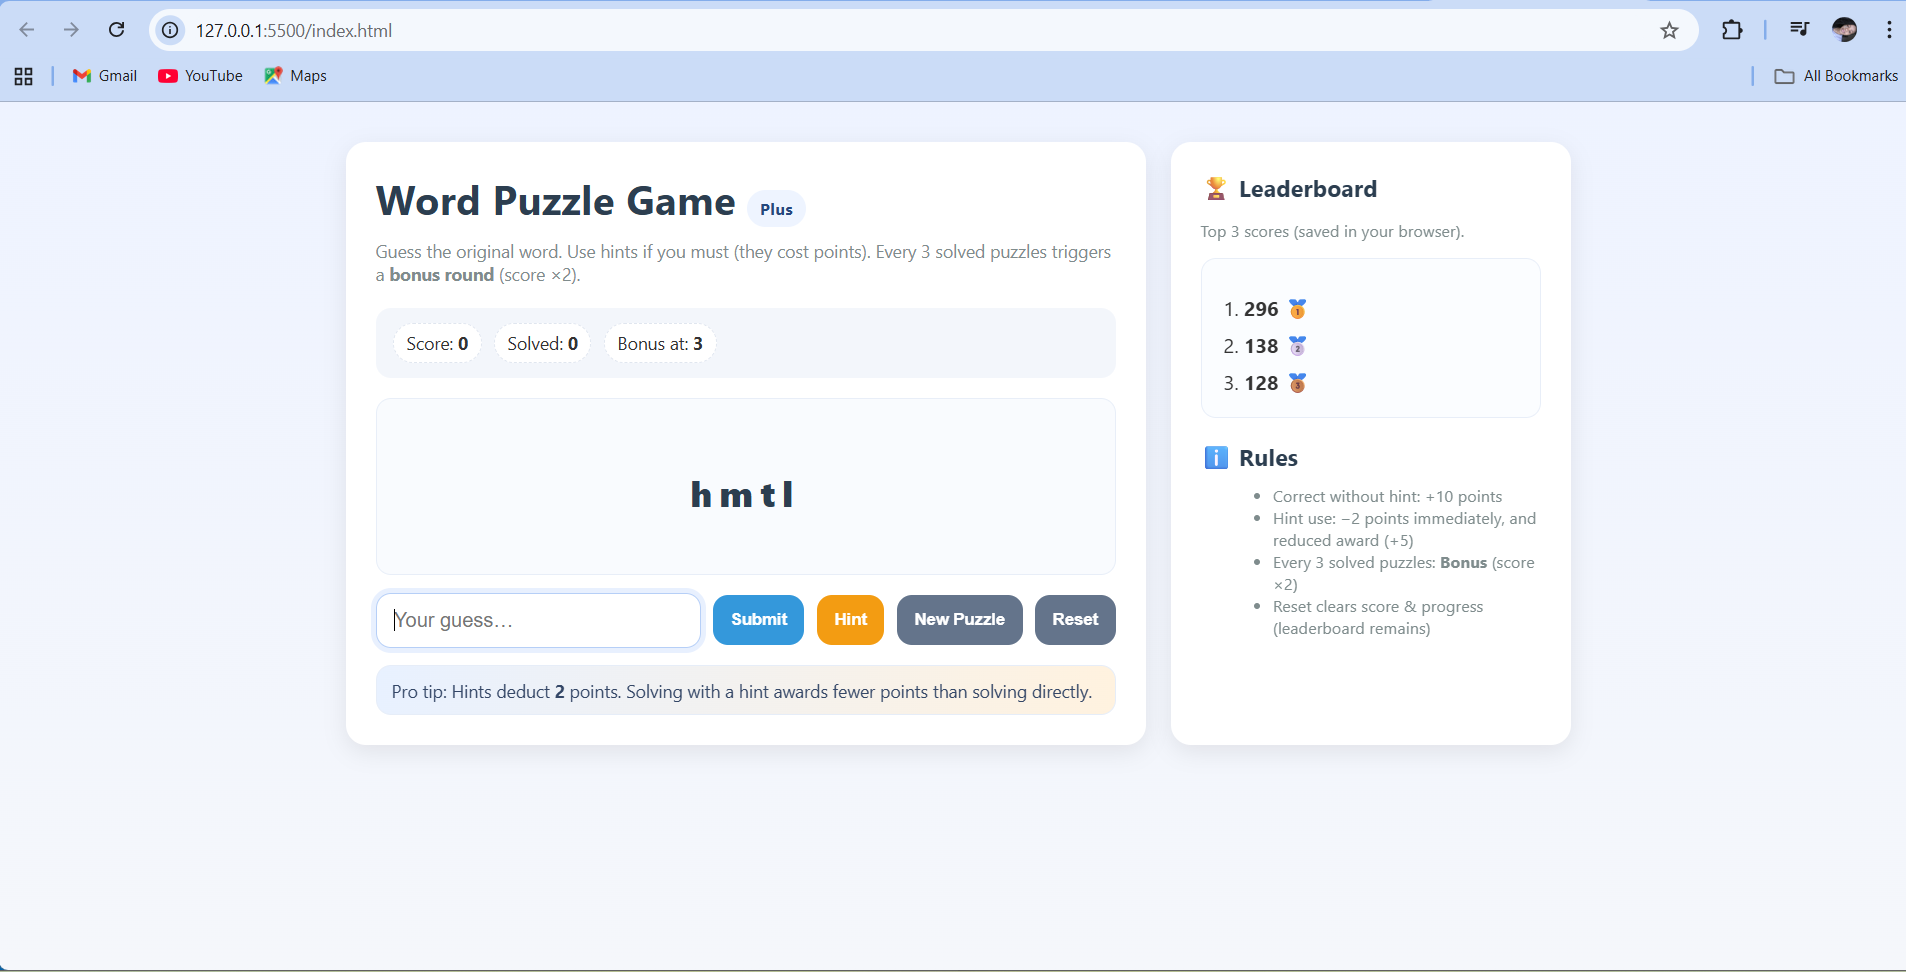 127.0.0.1:5500/index.html
Gmail
YouTube
Maps
All Bookmarks
Word Puzzle Game Plus
Guess the original word. Use hints if you must (they cost points). Every 3 solved puzzles triggers
a bonus round (score ×2).
Score: 0
Solved: 0
Bonus at: 3
h m t l
Your guess…
Submit
Hint
New Puzzle
Reset
Pro tip: Hints deduct 2 points. Solving with a hint awards fewer points than solving directly.
🏆 Leaderboard
Top 3 scores (saved in your browser).
1. 296 🥇
2. 138 🥈
3. 128 🥉
ℹ️ Rules
• Correct without hint: +10 points
• Hint use: −2 points immediately, and
reduced award (+5)
• Every 3 solved puzzles: Bonus (score
×2)
• Reset clears score & progress
(leaderboard remains)